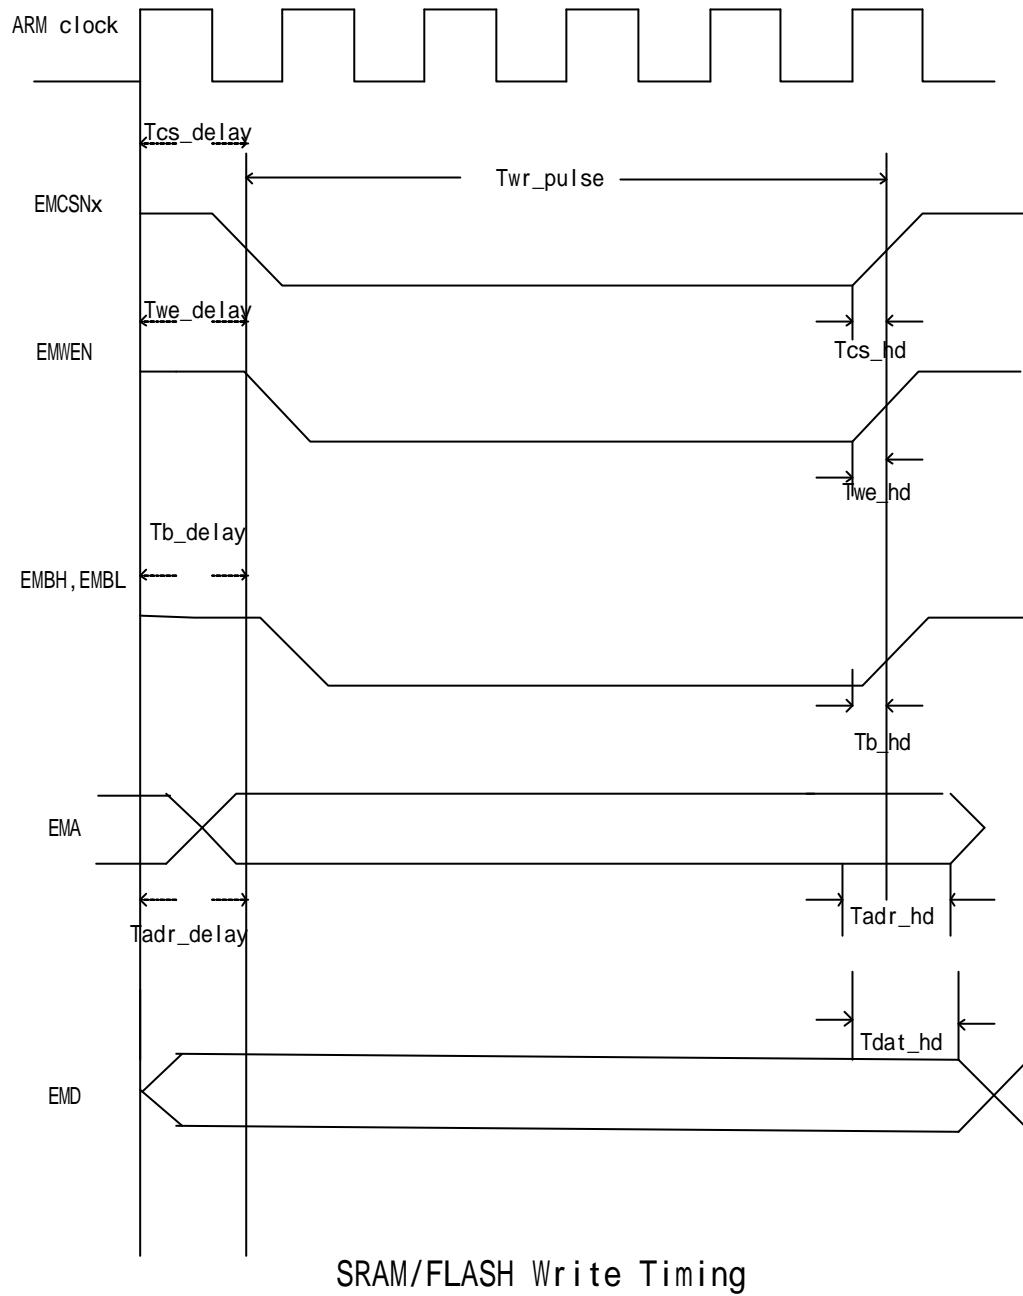 ARM clock
Tcs_delay
Twr_pulse
EMCSNx
Twe_delay
Tcs_hd
EMWEN
Twe_hd
Tb_delay
EMBH,EMBL
Tb_hd
EMA
Tadr_hd
Tadr_delay
Tdat_hd
EMD
SRAM/FLASH Write Timing